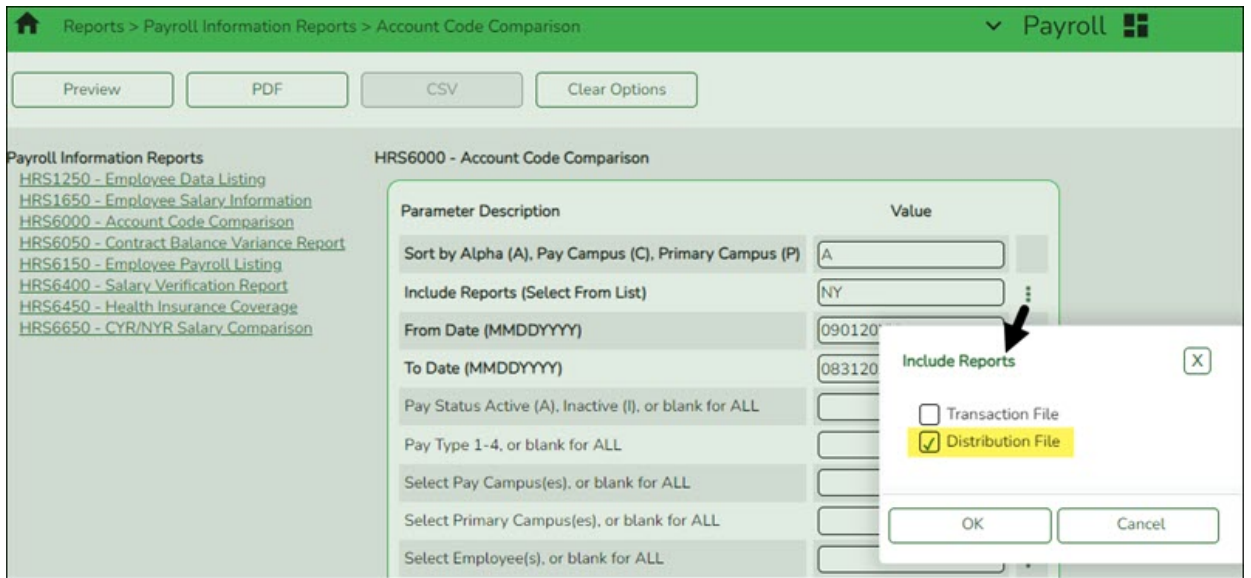 Reports > Payroll Information Reports > Account Code Comparison
Payroll
Preview
PDF
CSV
Clear Options
Payroll Information Reports
HRS1250 - Employee Data Listing
HRS1650 - Employee Salary Information
HRS6000 - Account Code Comparison
HRS6050 - Contract Balance Variance Report
HRS6150 - Employee Payroll Listing
HRS6400 - Salary Verification Report
HRS6450 - Health Insurance Coverage
HRS6650 - CYR/NYR Salary Comparison
HRS6000 - Account Code Comparison
Parameter Description Value
Sort by Alpha (A), Pay Campus (C), Primary Campus (P) A
Include Reports (Select From List) NY
From Date (MMDDYYYY) 090120
To Date (MMDDYYYY) 083120
Pay Status Active (A), Inactive (I), or blank for ALL
Pay Type 1-4, or blank for ALL
Select Pay Campus(es), or blank for ALL
Select Primary Campus(es), or blank for ALL
Select Employee(s), or blank for ALL
Include Reports X
Transaction File
Distribution File
OK Cancel